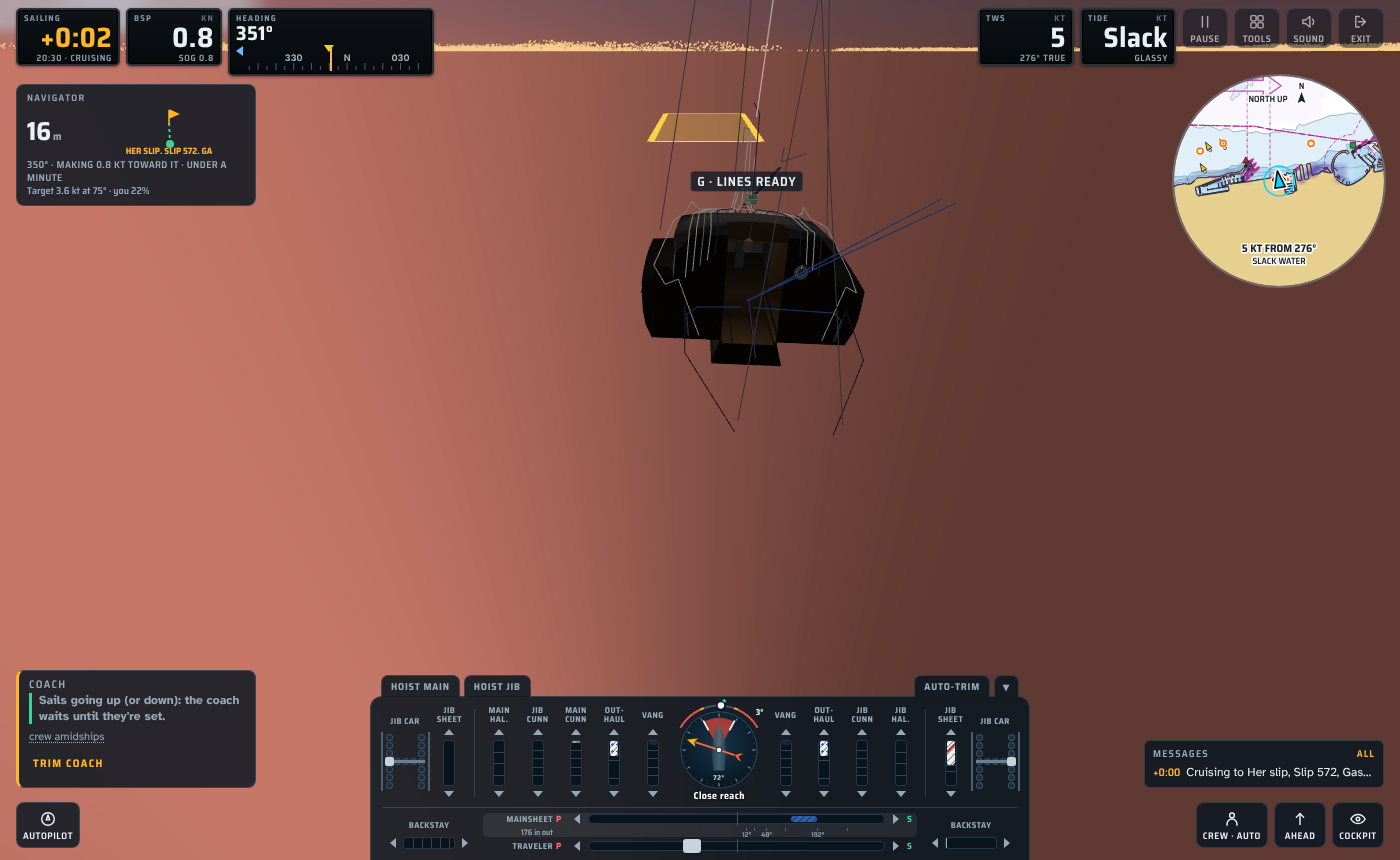 SAILING
+0:02
20:30 · CRUISING
BSP KN
0.8
SOG 0.8
HEADING
351°
330 N 030
TWS KT
5
276° TRUE
TIDE KT
Slack
GLASSY
PAUSE
TOOLS
SOUND
EXIT
NAVIGATOR
16 m
HER SLIP. SLIP 572. GA
350° · MAKING 0.8 KT TOWARD IT · UNDER A MINUTE
Target 3.6 kt at 75° · you 22%
G · LINES READY
NORTH UP
N
5 KT FROM 276°
SLACK WATER
COACH
Sails going up (or down): the coach
waits until they're set.
crew amidships
TRIM COACH
AUTOPILOT
HOIST MAIN
HOIST JIB
AUTO-TRIM
▼
JIB CAR
JIB SHEET
MAIN HAL.
JIB CUNN
MAIN CUNN
OUT-HAUL
VANG
3°
72°
Close reach
VANG
OUT-HAUL
JIB CUNN
JIB HAL.
JIB SHEET
JIB CAR
BACKSTAY
MAINSHEET P
S
176 in out
12° 48° 192°
TRAVELER P
S
BACKSTAY
MESSAGES ALL
+0:00 Cruising to Her slip, Slip 572, Gas...
CREW · AUTO
AHEAD
COCKPIT